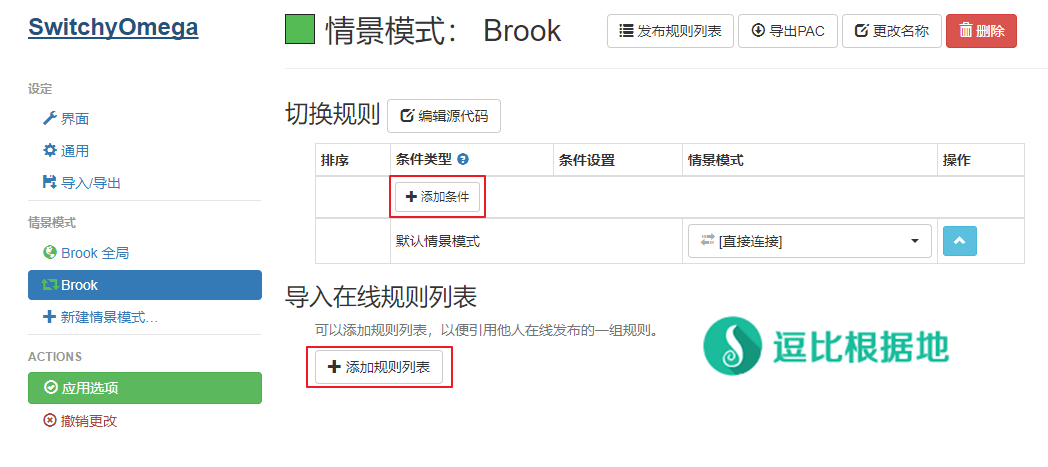 SwitchyOmega
设定
界面
通用
导入/导出
情景模式
Brook 全局
Brook
新建情景模式...
ACTIONS
应用选项
撤销更改
情景模式： Brook
发布规则列表 导出PAC 更改名称 删除
切换规则 编辑源代码
排序 条件类型 条件设置 情景模式 操作
添加条件
默认情景模式 [直接连接]
导入在线规则列表
可以添加规则列表，以便引用他人在线发布的一组规则。
添加规则列表
逗比根据地